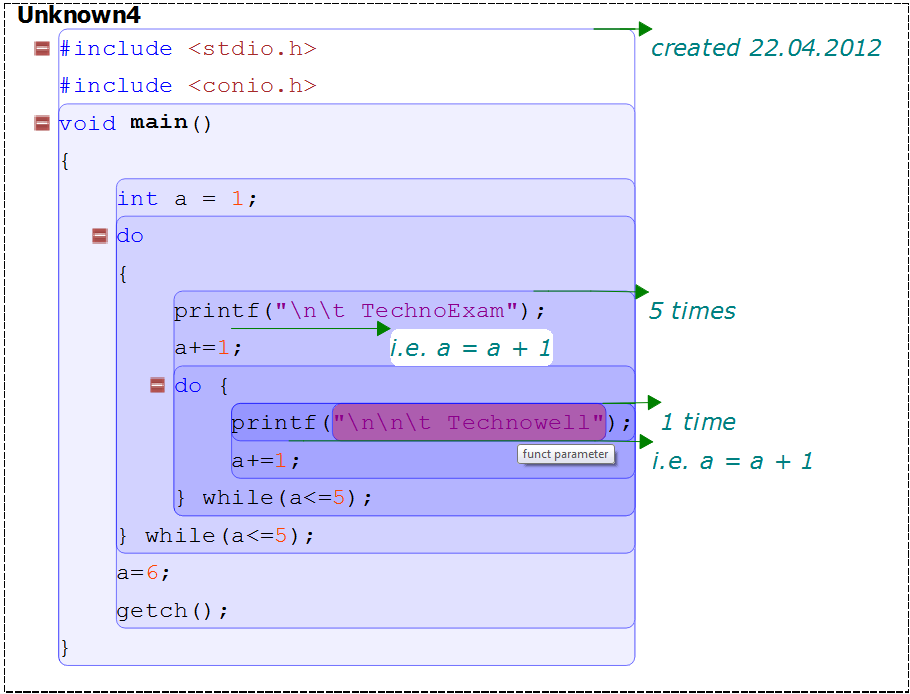 Unknown4
#include <stdio.h>
created 22.04.2012
#include <conio.h>
void main()
{
int a = 1;
do
{
printf("\n\t TechnoExam");
5 times
a+=1;
i.e. a = a + 1
do {
printf("\n\n\t Technowell");
1 time
a+=1;
funct parameter
i.e. a = a + 1
} while(a<=5);
} while(a<=5);
a=6;
getch();
}